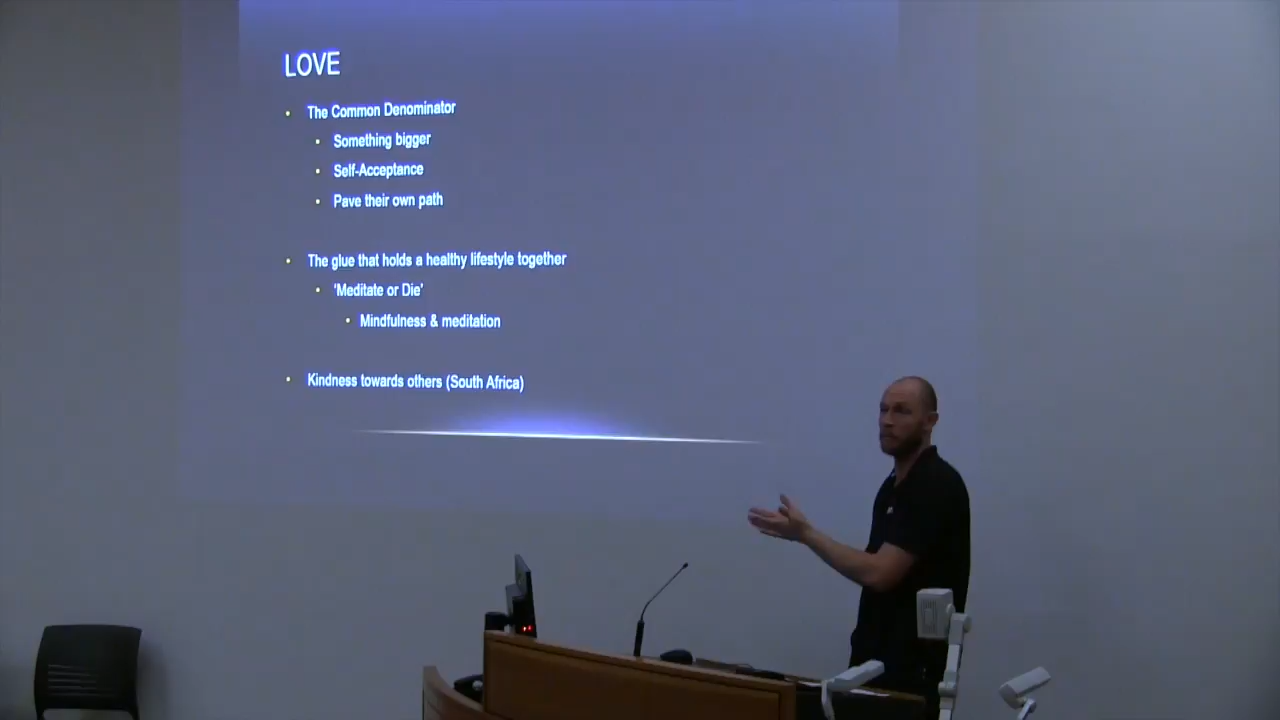 LOVE
• The Common Denominator
• Something bigger
• Self-Acceptance
• Pave their own path
• The glue that holds a healthy lifestyle together
• ‘Meditate or Die’
• Mindfulness & meditation
• Kindness towards others (South Africa)